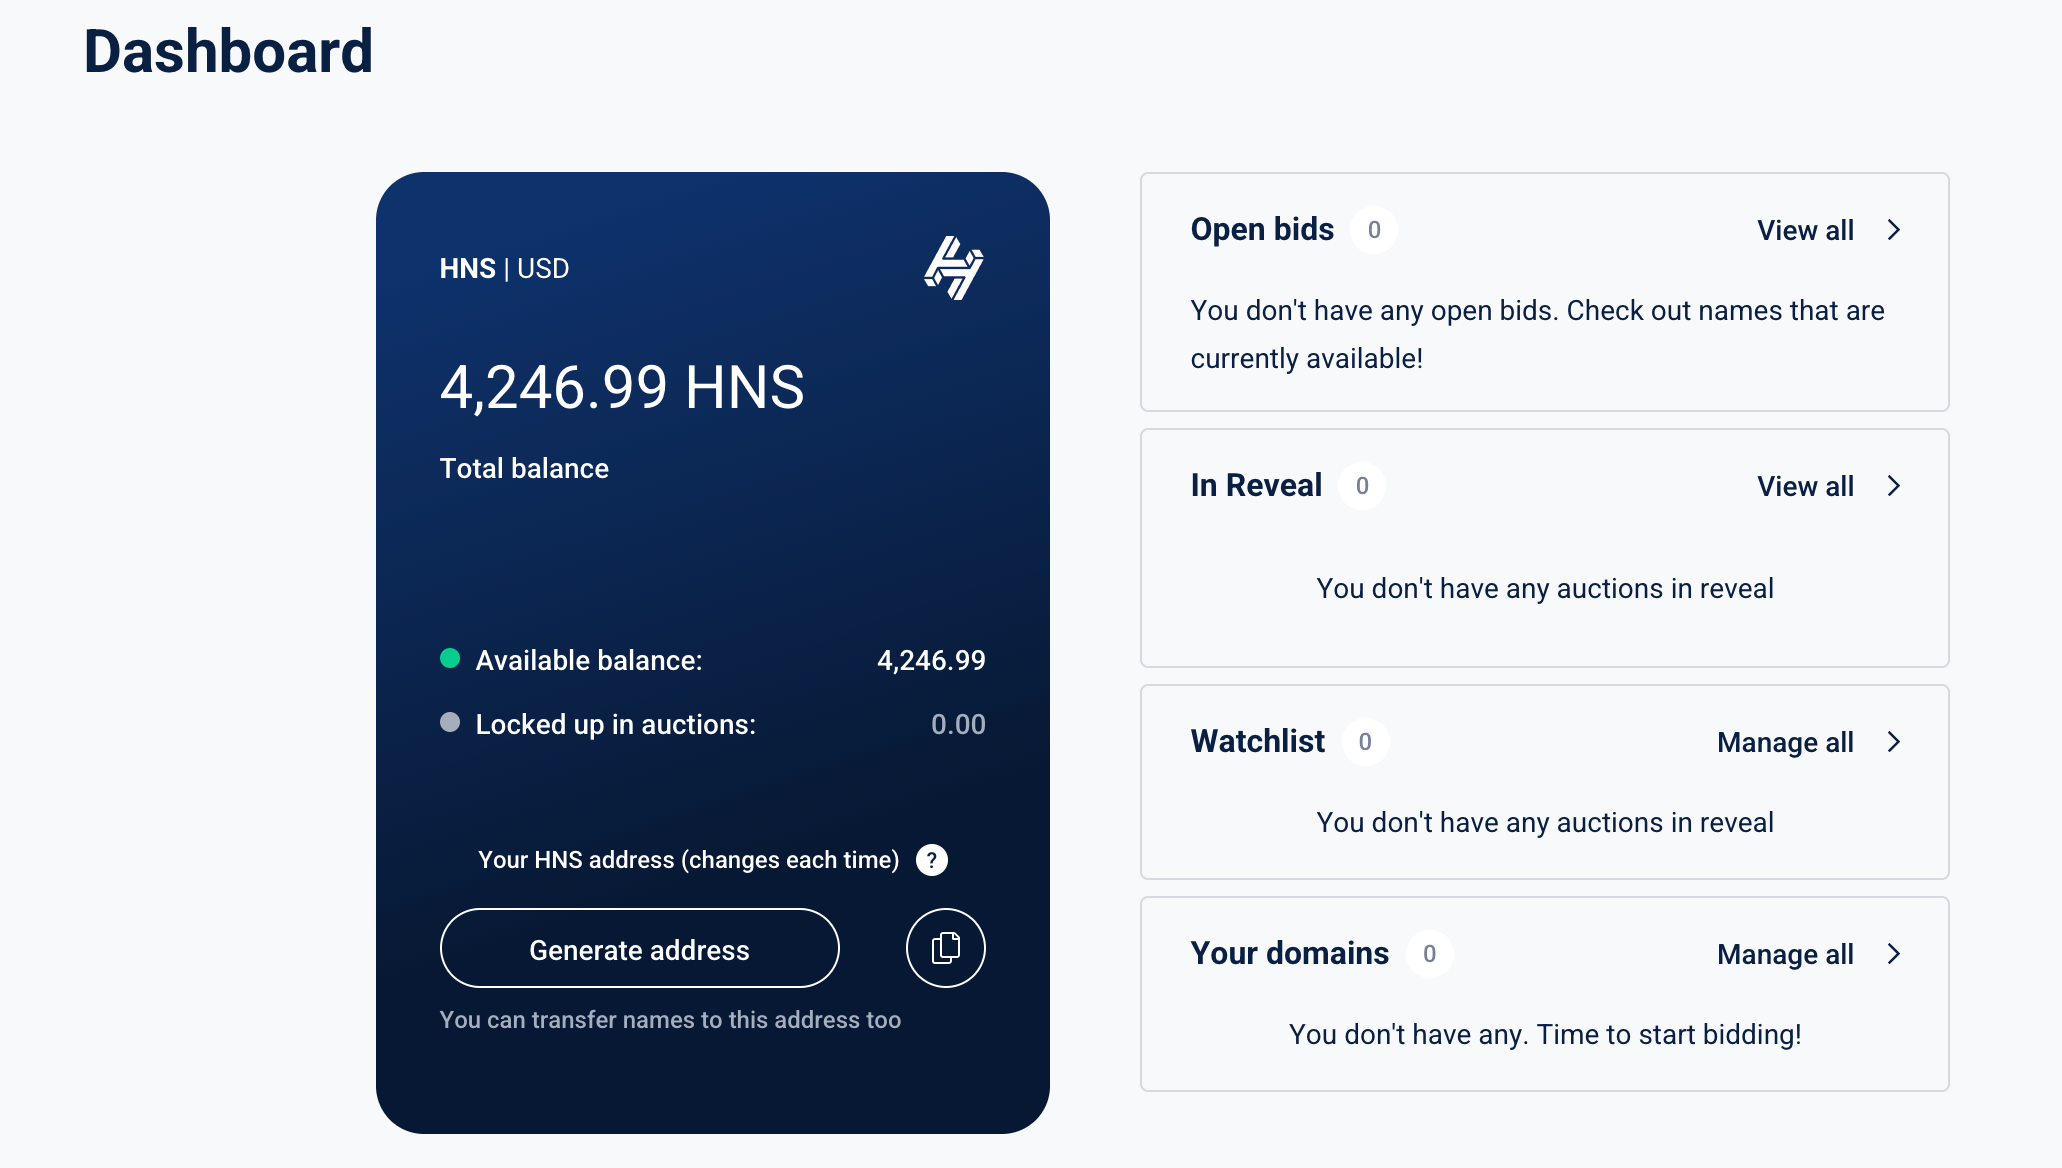 Dashboard
HNS | USD
4,246.99 HNS
Total balance
Available balance: 4,246.99
Locked up in auctions: 0.00
Your HNS address (changes each time) ?
Generate address
You can transfer names to this address too
Open bids 0 View all
You don't have any open bids. Check out names that are
currently available!
In Reveal 0 View all
You don't have any auctions in reveal
Watchlist 0 Manage all
You don't have any auctions in reveal
Your domains 0 Manage all
You don't have any. Time to start bidding!